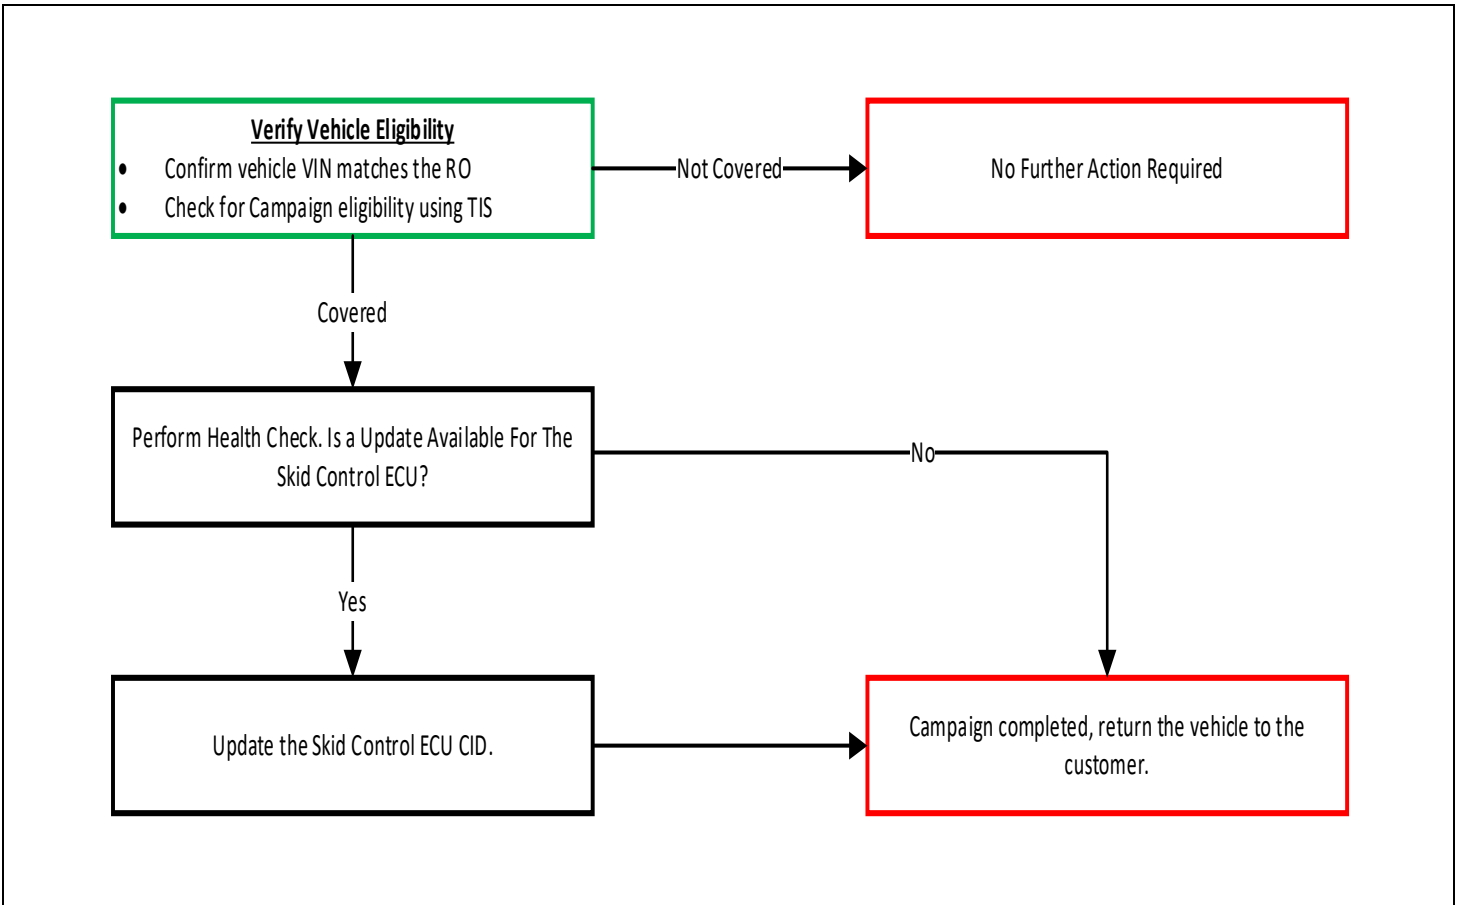 Verify Vehicle Eligibility
• Confirm vehicle VIN matches the RO
• Check for Campaign eligibility using TIS
Not Covered
No Further Action Required
Covered
Perform Health Check. Is a Update Available For The
Skid Control ECU?
No
Yes
Update the Skid Control ECU CID.
Campaign completed, return the vehicle to the
customer.